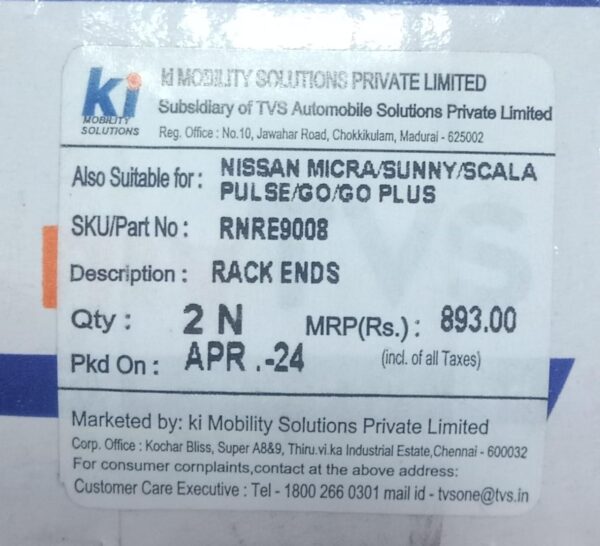 ki
MOBILITY
SOLUTIONS
ki MOBILITY SOLUTIONS PRIVATE LIMITED
Subsidiary of TVS Automobile Solutions Private Limited
Reg. Office : No.10, Jawahar Road, Chokkikulam, Madurai - 625002
Also Suitable for : NISSAN MICRA/SUNNY/SCALA
PULSE/GO/GO PLUS
SKU/Part No : RNRE9008
Description : RACK ENDS
Qty : 2 N MRP(Rs.) : 893.00
Pkd On : APR .-24 (incl. of all Taxes)
Marketed by: ki Mobility Solutions Private Limited
Corp. Office : Kochar Bliss, Super A8&9, Thiru.vi.ka Industrial Estate,Chennai - 600032
For consumer complaints,contact at the above address:
Customer Care Executive : Tel - 1800 266 0301 mail id - tvsone@tvs.in
TVS